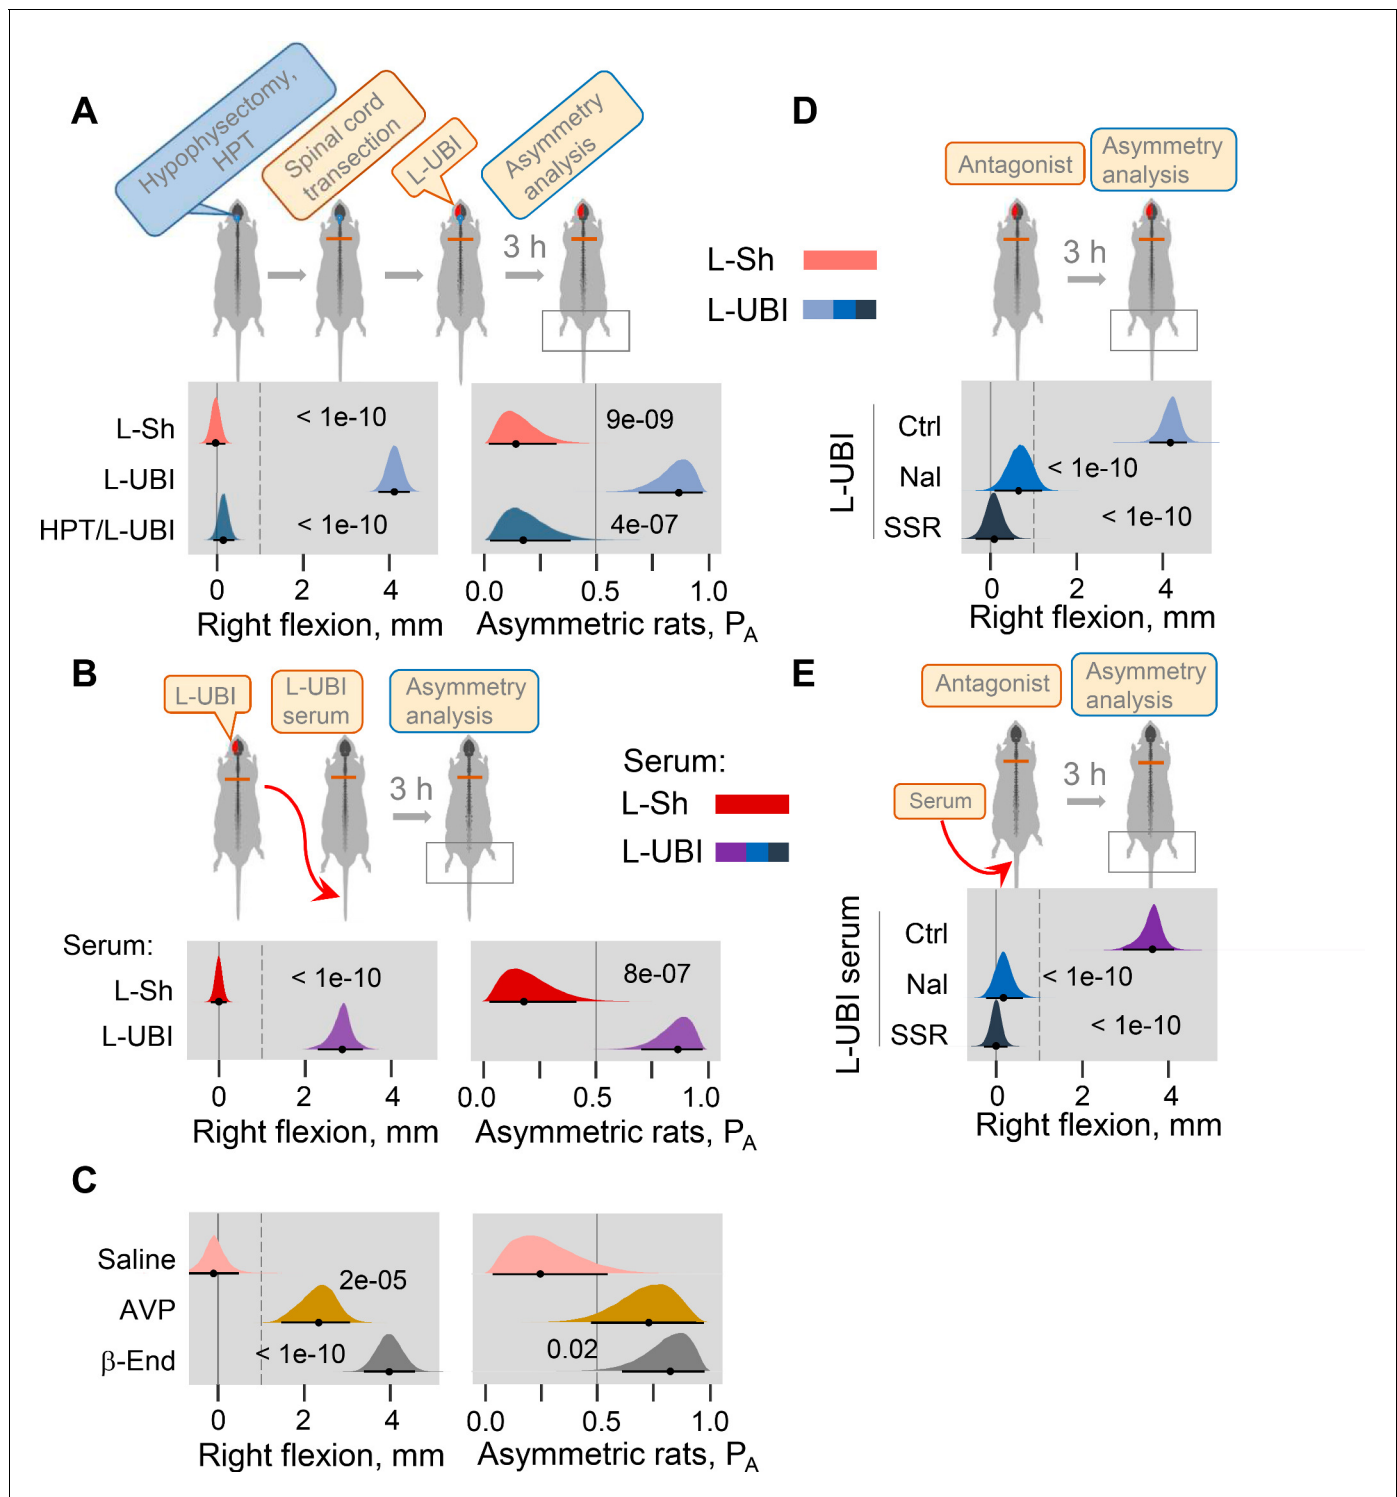 A
Hypophysectomy,
HPT
Spinal cord
transection
L-UBI
Asymmetry
analysis
3 h
L-Sh
L-UBI
L-Sh
L-UBI
HPT/L-UBI
< 1e-10
< 1e-10
9e-09
4e-07
0 2 4
Right flexion, mm
0.0 0.5 1.0
Asymmetric rats, PA
B
L-UBI
L-UBI
serum
Asymmetry
analysis
3 h
Serum:
L-Sh
L-UBI
Serum:
L-Sh
L-UBI
< 1e-10
8e-07
0 2 4
Right flexion, mm
0.0 0.5 1.0
Asymmetric rats, PA
C
Saline
AVP
β-End
2e-05
< 1e-10
0.02
0 2 4
Right flexion, mm
0.0 0.5 1.0
Asymmetric rats, PA
D
Antagonist
Asymmetry
analysis
3 h
L-UBI
Ctrl
Nal
SSR
< 1e-10
< 1e-10
0 2 4
Right flexion, mm
E
Antagonist
Asymmetry
analysis
3 h
Serum
L-UBI serum
Ctrl
Nal
SSR
< 1e-10
< 1e-10
0 2 4
Right flexion, mm